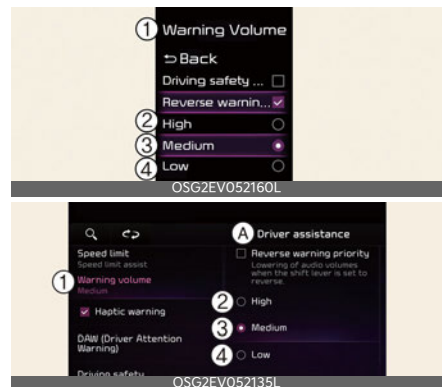 ① Warning Volume
Back
Driving safety ...
Reverse warnin...
② High
③ Medium
④ Low
OSG2EV052160L
Ⓐ Driver assistance
Speed limit
Speed limit assist
① Warning volume
Medium
Haptic warning
DAW (Driver Attention
Warning)
Driving safety
Reverse warning priority
Lowering of audio volumes
when the shift lever is set to
reverse.
② High
③ Medium
④ Low
OSG2EV052135L